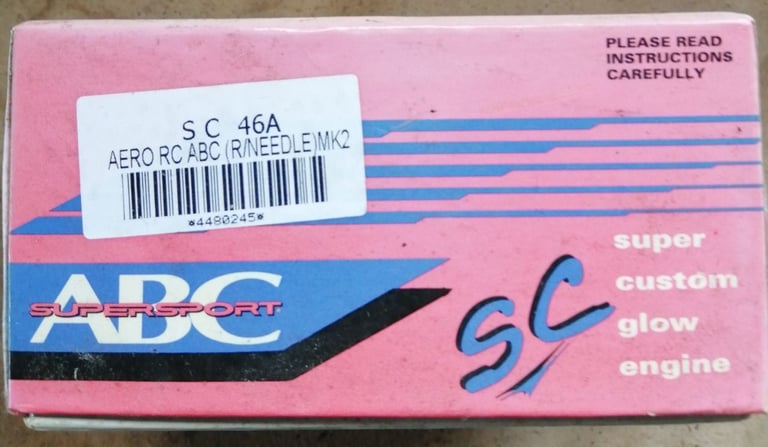 PLEASE READ
INSTRUCTIONS
CAREFULLY
S C 46A
AERO RC ABC (R/NEEDLE)MK2
*4480245*
ABC
SUPERSPORT
SC
super
custom
glow
engine